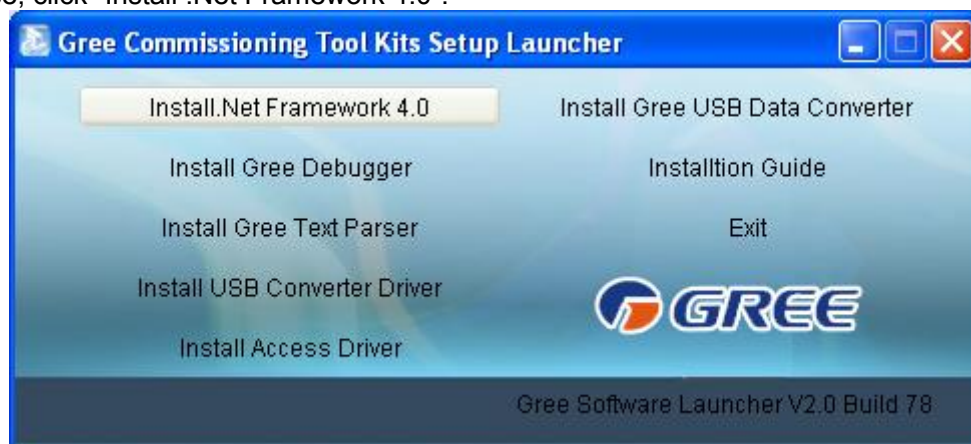 click "Install .Net Framework 4.0".
Gree Commissioning Tool Kits Setup Launcher
Install.Net Framework 4.0
Install Gree USB Data Converter
Install Gree Debugger
Installtion Guide
Install Gree Text Parser
Exit
Install USB Converter Driver
GREE
Install Access Driver
Gree Software Launcher V2.0 Build 78